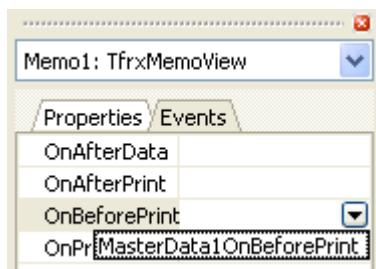 Memo1: TfrxMemoView
Properties Events
OnAfterData
OnAfterPrint
OnBeforePrint
OnPr MasterData1OnBeforePrint